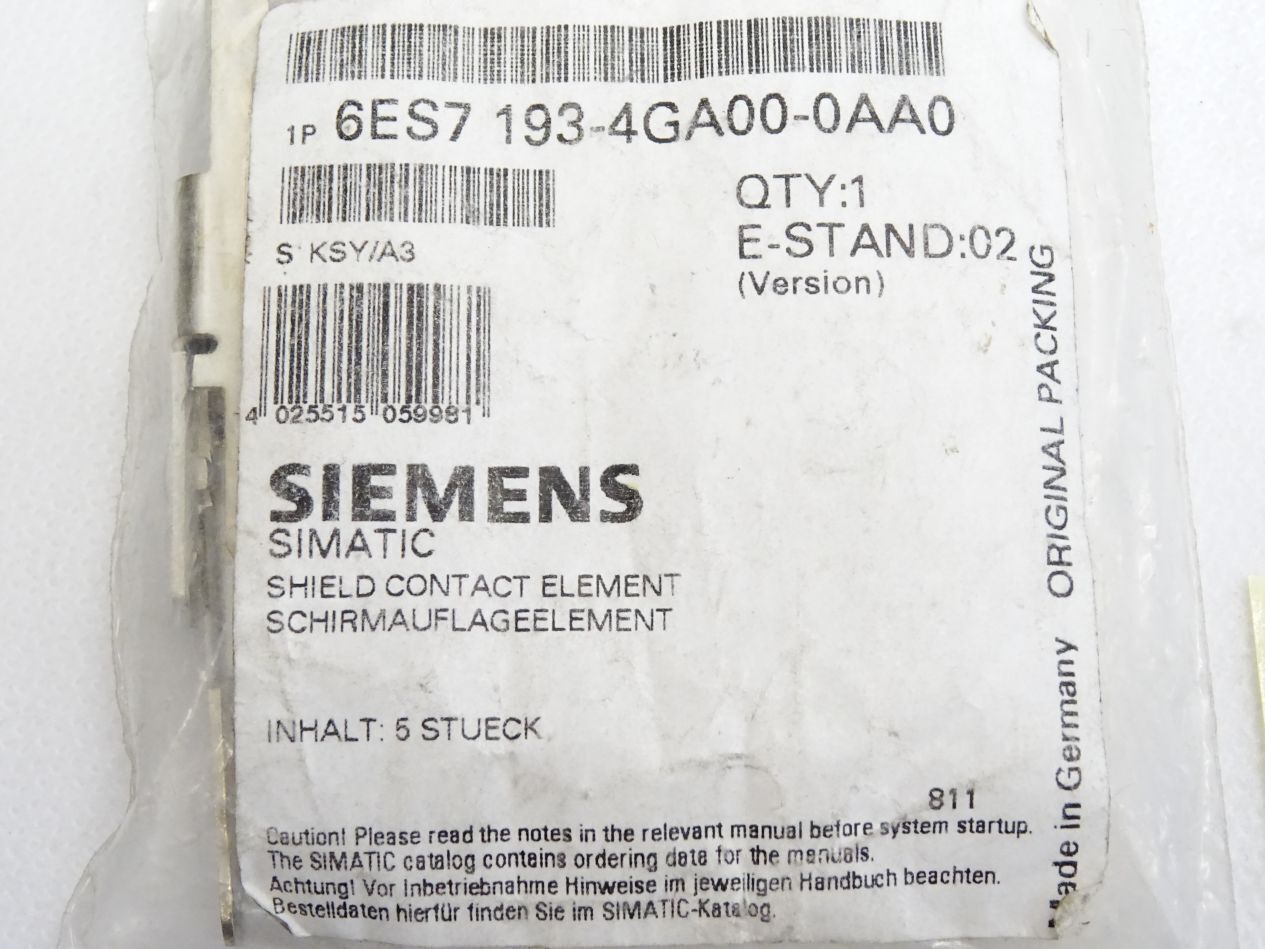 1P 6ES7 193-4GA00-0AA0
QTY:1
S KSY/A3
E-STAND:02
(Version)
4 025515 059981
SIEMENS
SIMATIC
SHIELD CONTACT ELEMENT
SCHIRMAUFLAGEELEMENT
INHALT: 5 STUECK
811
Caution! Please read the notes in the relevant manual before system startup.
The SIMATIC catalog contains ordering data for the manuals.
Achtung! Vor Inbetriebnahme Hinweise im jeweiligen Handbuch beachten.
Bestelldaten hierfür finden Sie im SIMATIC-Katalog.
Made in Germany ORIGINAL PACKING